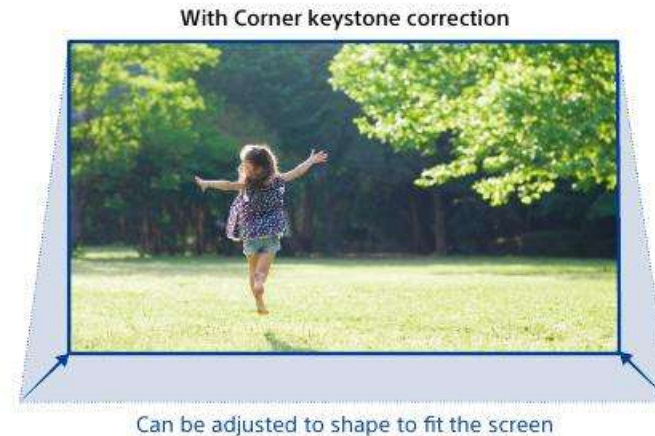 With Corner keystone correction
Can be adjusted to shape to fit the screen